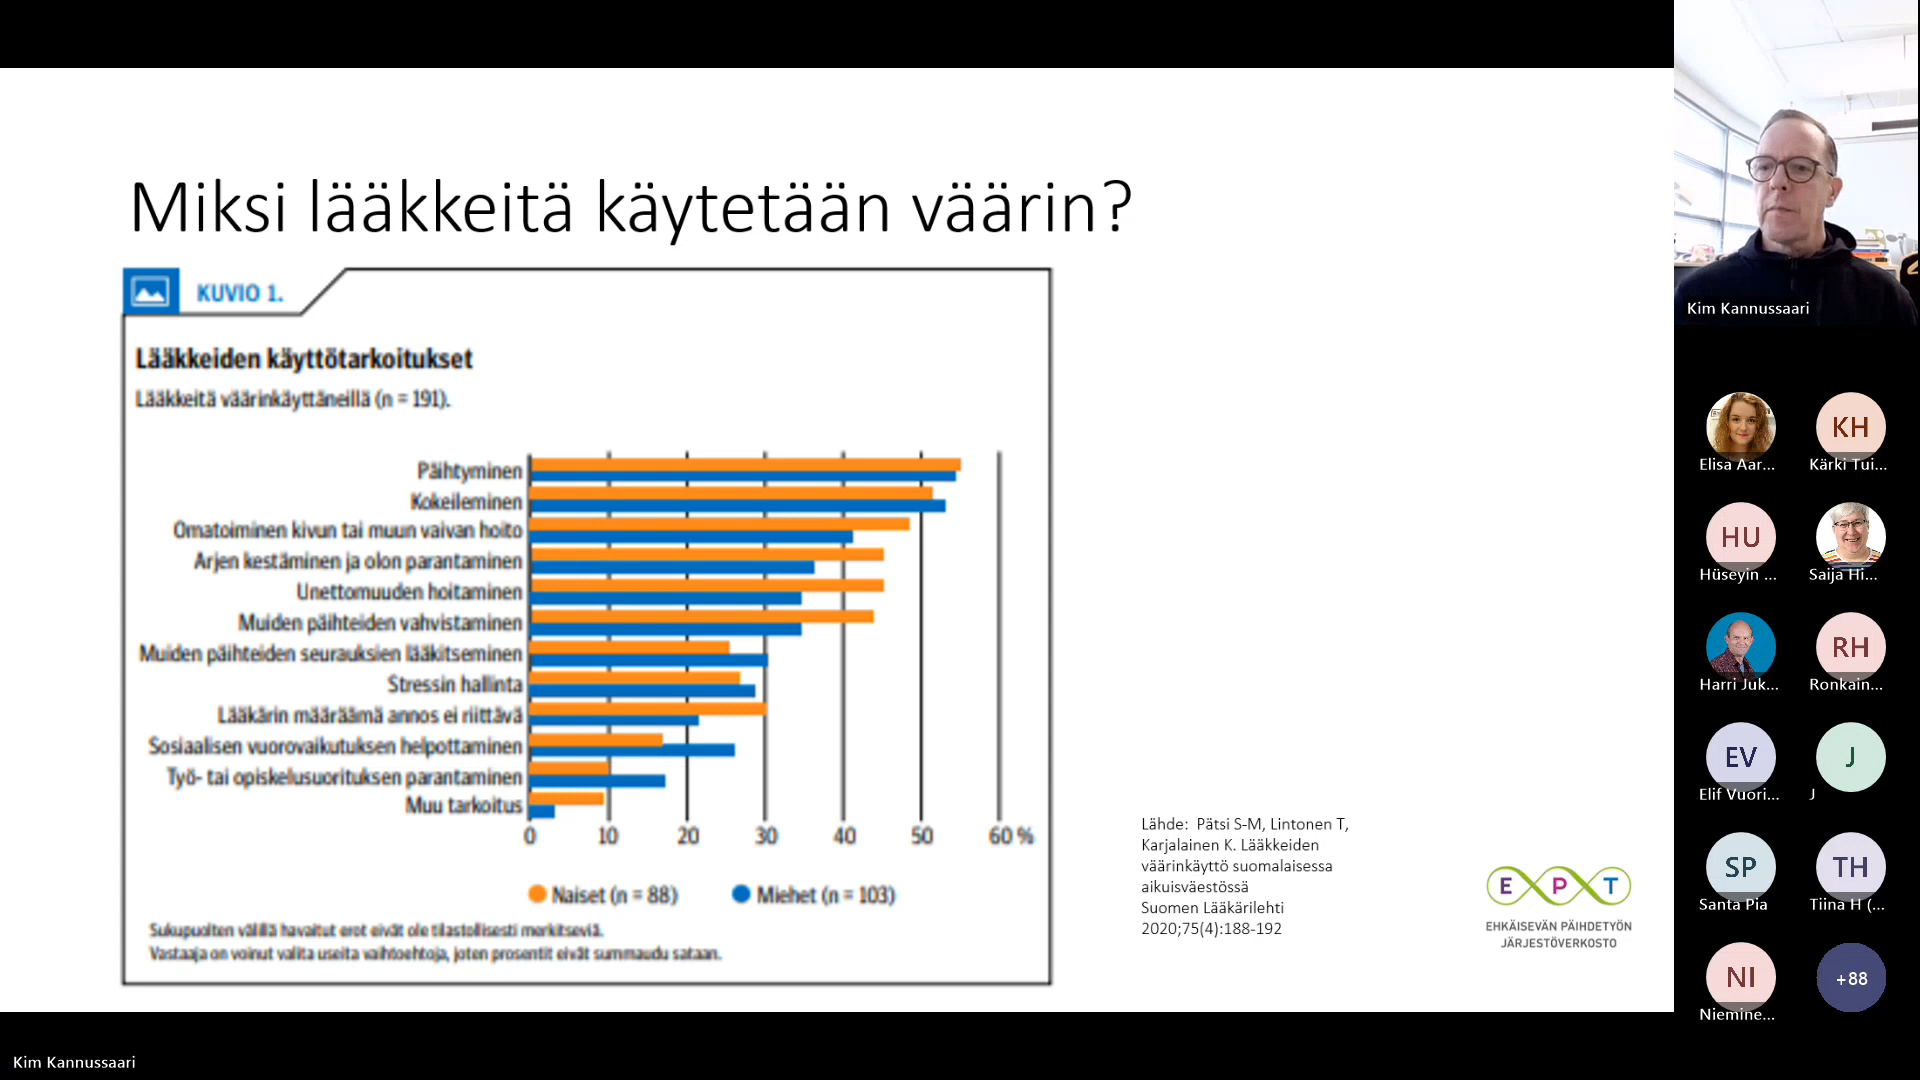 Miksi lääkkeitä käytetään väärin?
KUVIO 1.
Lääkkeiden käyttötarkoitukset
Lääkkeitä väärinkäyttäneillä (n = 191).
Päihtyminen
Kokeileminen
Omatoiminen kivun tai muun vaivan hoito
Arjen kestäminen ja olon parantaminen
Unettomuuden hoitaminen
Muiden päihteiden vahvistaminen
Muiden päihteiden seurauksien lääkitseminen
Stressin hallinta
Lääkärin määräämä annos ei riittävä
Sosiaalisen vuorovaikutuksen helpottaminen
Työ- tai opiskelusuorituksen parantaminen
Muu tarkoitus
0 10 20 30 40 50 60 %
Naiset (n = 88) Miehet (n = 103)
Sukupuolten välillä havaitut erot eivät ole tilastollisesti merkitseviä.
Vastaaja on voinut valita useita vaihtoehtoja, joten prosentit eivät summaudu sataan.
Lähde: Pätsi S-M, Lintonen T,
Karjalainen K. Lääkkeiden
väärinkäyttö suomalaisessa
aikuisväestössä
Suomen Lääkärilehti
2020;75(4):188-192
E P T
EHKÄISEVÄN PÄIHDETYÖN
JÄRJESTÖVERKOSTO
Kim Kannussaari
Elisa Aar...
KH
Kärki Tui...
HU
Hüseyin ...
Saija Hi...
Harri Juk...
RH
Ronkain...
EV
Elif Vuori...
J
J
SP
Santa Pia
TH
Tiina H (...
NI
Niemine...
+88
Kim Kannussaari